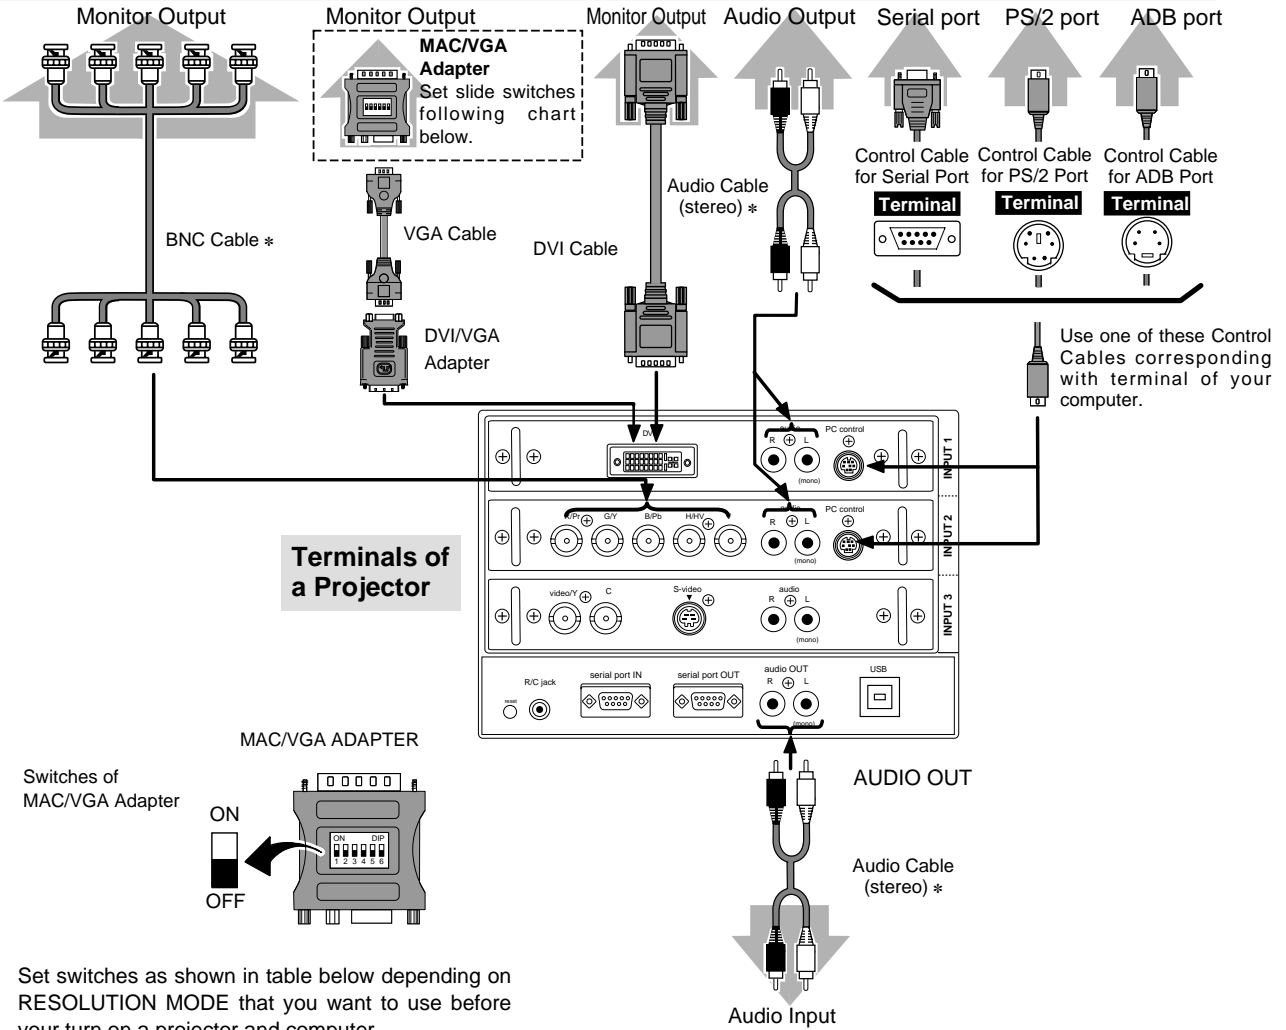 Monitor Output
Monitor Output
Monitor Output
Audio Output
Serial port
PS/2 port
ADB port
MAC/VGA
Adapter
Set slide switches
following chart
below.
Control Cable
for Serial Port
Control Cable
for PS/2 Port
Control Cable
for ADB Port
Terminal
Terminal
Terminal
Audio Cable
(stereo) *
BNC Cable *
VGA Cable
DVI Cable
DVI/VGA
Adapter
Use one of these Control
Cables corresponding
with terminal of your
computer.
R L
PC control
(mono)
INPUT 1
G/Y
B/Pb
H/HV
R L
PC control
(mono)
INPUT 2
Terminals of
a Projector
video/Y
C
S-video
audio
R L
(mono)
INPUT 3
reset
R/C jack
serial port IN
serial port OUT
audio OUT
R L
(mono)
USB
MAC/VGA ADAPTER
Switches of
MAC/VGA Adapter
ON
OFF
ON DIP
1 2 3 4 5 6
AUDIO OUT
Audio Cable
(stereo) *
Audio Input
Set switches as shown in table below depending on
RESOLUTION MODE that you want to use before
your turn on a projector and computer.